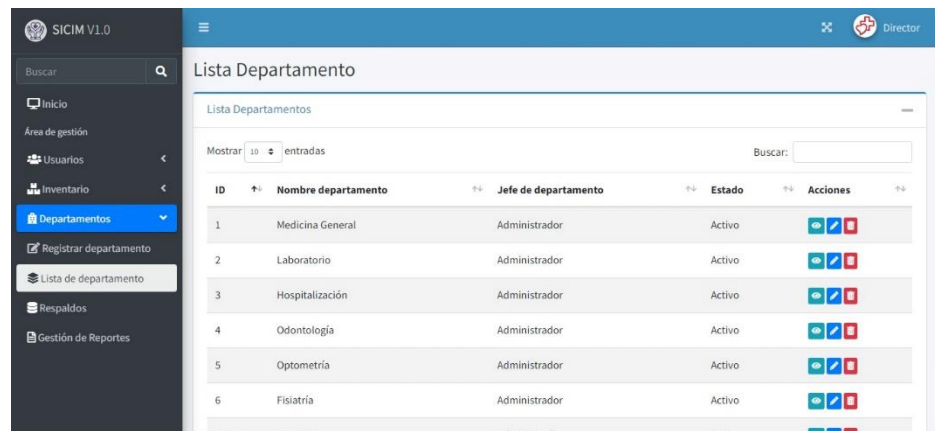 SICIM V1.0
Director
Buscar
Inicio
Área de gestión
Usuarios
Inventario
Departamentos
Registrar departamento
Lista de departamento
Respaldos
Gestión de Reportes
Lista Departamento
Lista Departamentos
Mostrar 10 entradas Buscar:
ID Nombre departamento Jefe de departamento Estado Acciones
1 Medicina General Administrador Activo
2 Laboratorio Administrador Activo
3 Hospitalización Administrador Activo
4 Odontología Administrador Activo
5 Optometría Administrador Activo
6 Fisiatría Administrador Activo